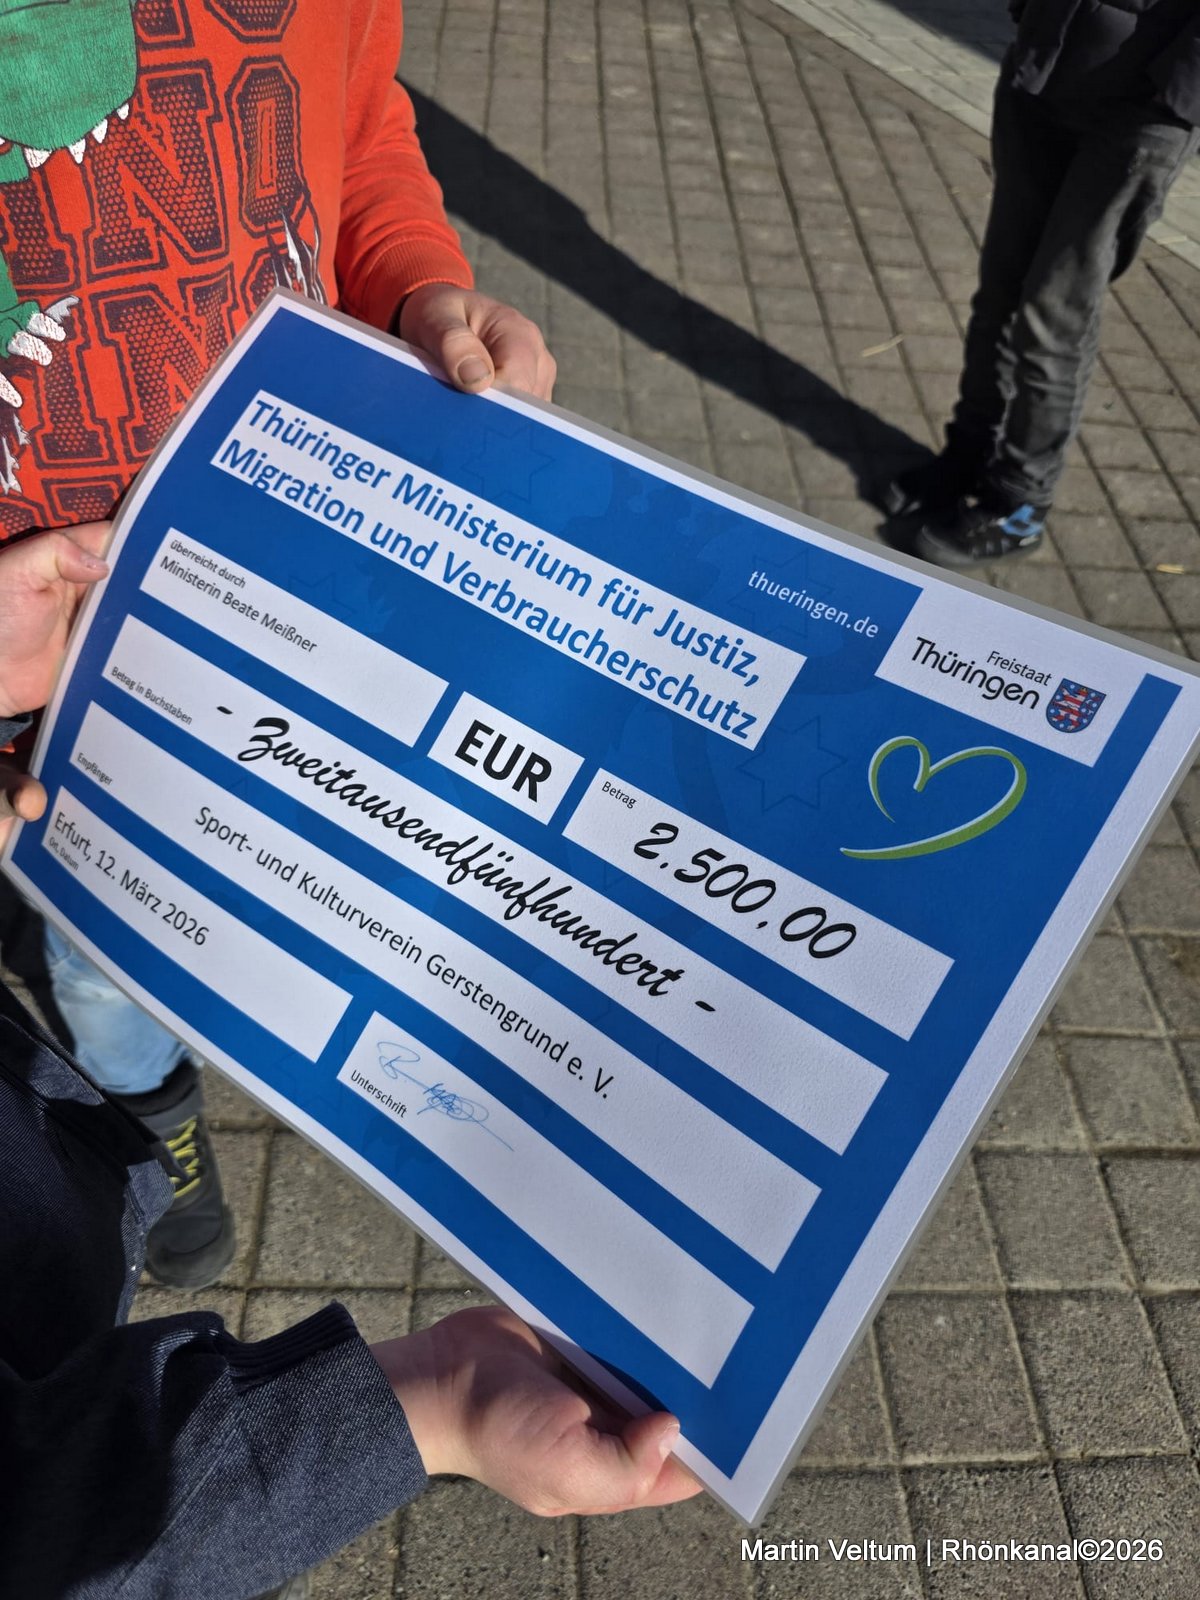 Thüringer Ministerium für Justiz,
Migration und Verbraucherschutz
thueringen.de
Freistaat
Thüringen
überreicht durch
Ministerin Beate Meißner
EUR
Betrag
2.500,00
Betrag in Buchstaben
- Zweitausendfünfhundert -
Empfänger
Sport- und Kulturverein Gerstengrund e. V.
Erfurt, 12. März 2026
Ort, Datum
Unterschrift
Martin Veltum | Rhönkanal©2026